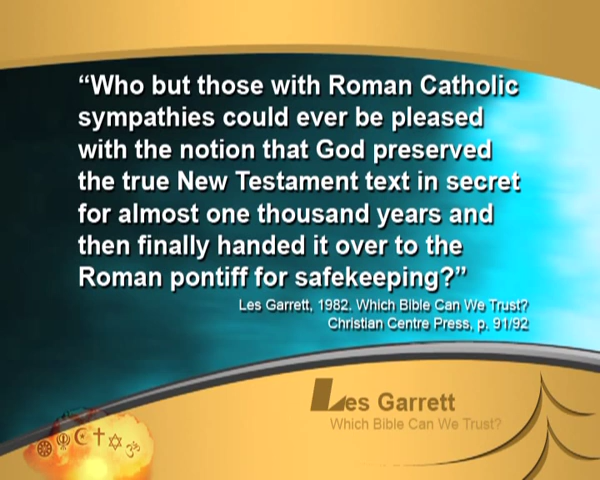 “Who but those with Roman Catholic
sympathies could ever be pleased
with the notion that God preserved
the true New Testament text in secret
for almost one thousand years and
then finally handed it over to the
Roman pontiff for safekeeping?”
Les Garrett, 1982. Which Bible Can We Trust?
Christian Centre Press, p. 91/92
Les Garrett
Which Bible Can We Trust?